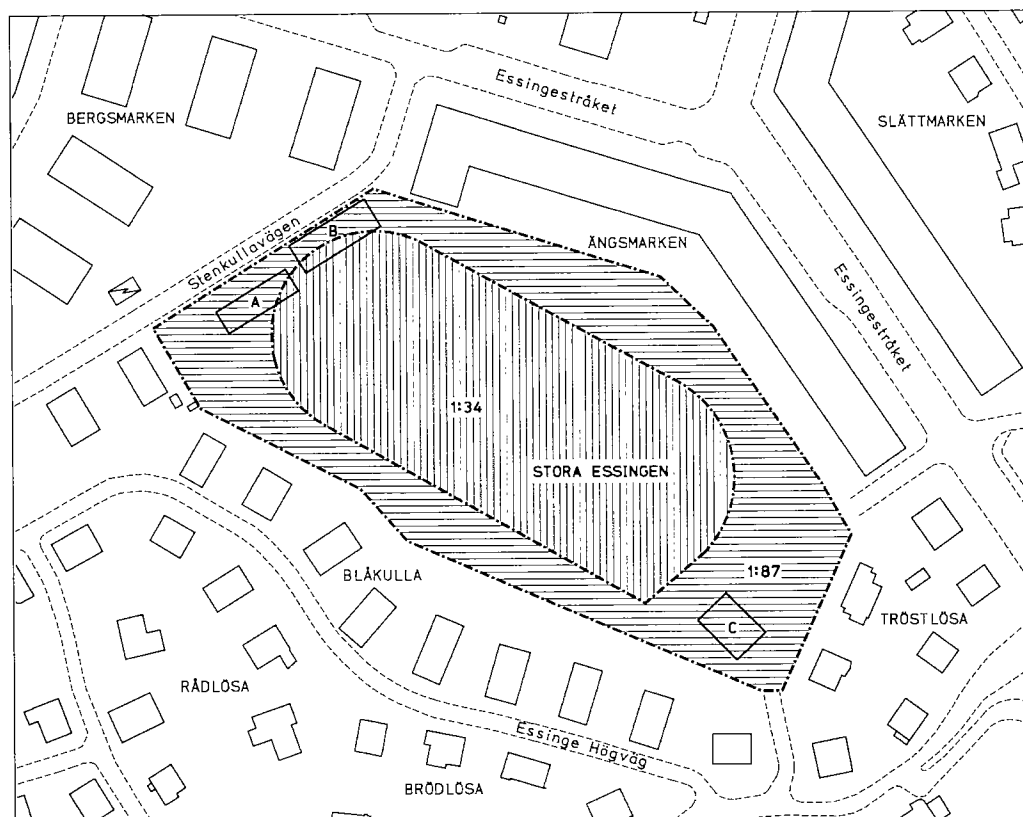 Essingestråket
BERGSMARKEN
SLÄTTMARKEN
Stenkullavägen
B
ÄNGSMARKEN
A
Essingestråket
1:34
STORA ESSINGEN
1:87
BLÅKULLA
C
TRÖSTLÖSA
RÅDLÖSA
Essinge Högväg
BRÖDLÖSA